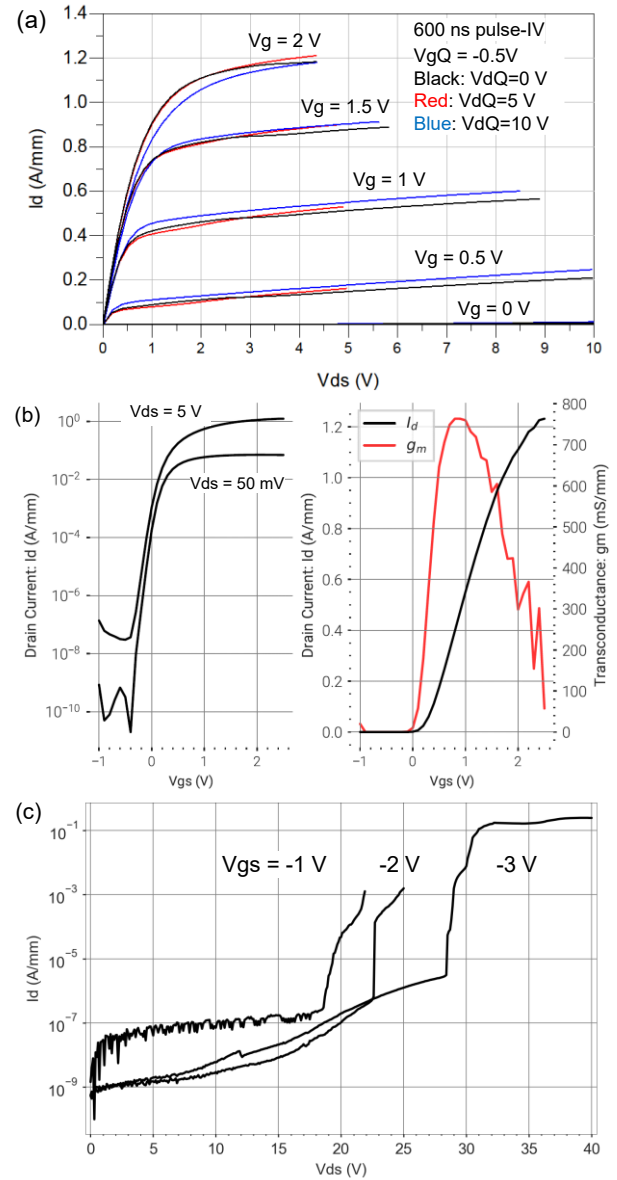 (a)
600 ns pulse-IV
VgQ = -0.5V
Black: VdQ=0 V
Red: VdQ=5 V
Blue: VdQ=10 V
Vg = 2 V
Vg = 1.5 V
Vg = 1 V
Vg = 0.5 V
Vg = 0 V
Id (A/mm)
1.4
1.2
1.0
0.8
0.6
0.4
0.2
0.0
0 1 2 3 4 5 6 7 8 9 10
Vds (V)
(b)
Vds = 5 V
Vds = 50 mV
Drain Current: Id (A/mm)
10⁰
10⁻²
10⁻⁴
10⁻⁶
10⁻⁸
10⁻¹⁰
−1 0 1 2
Vgs (V)
I_d
g_m
Drain Current: Id (A/mm)
1.2
1.0
0.8
0.6
0.4
0.2
0.0
800
700
600
500
400
300
200
100
0
Transconductance: gm (mS/mm)
−1 0 1 2
Vgs (V)
(c)
Vgs = -1 V
-2 V
-3 V
Id (A/mm)
10⁻¹
10⁻³
10⁻⁵
10⁻⁷
10⁻⁹
0 5 10 15 20 25 30 35 40
Vds (V)